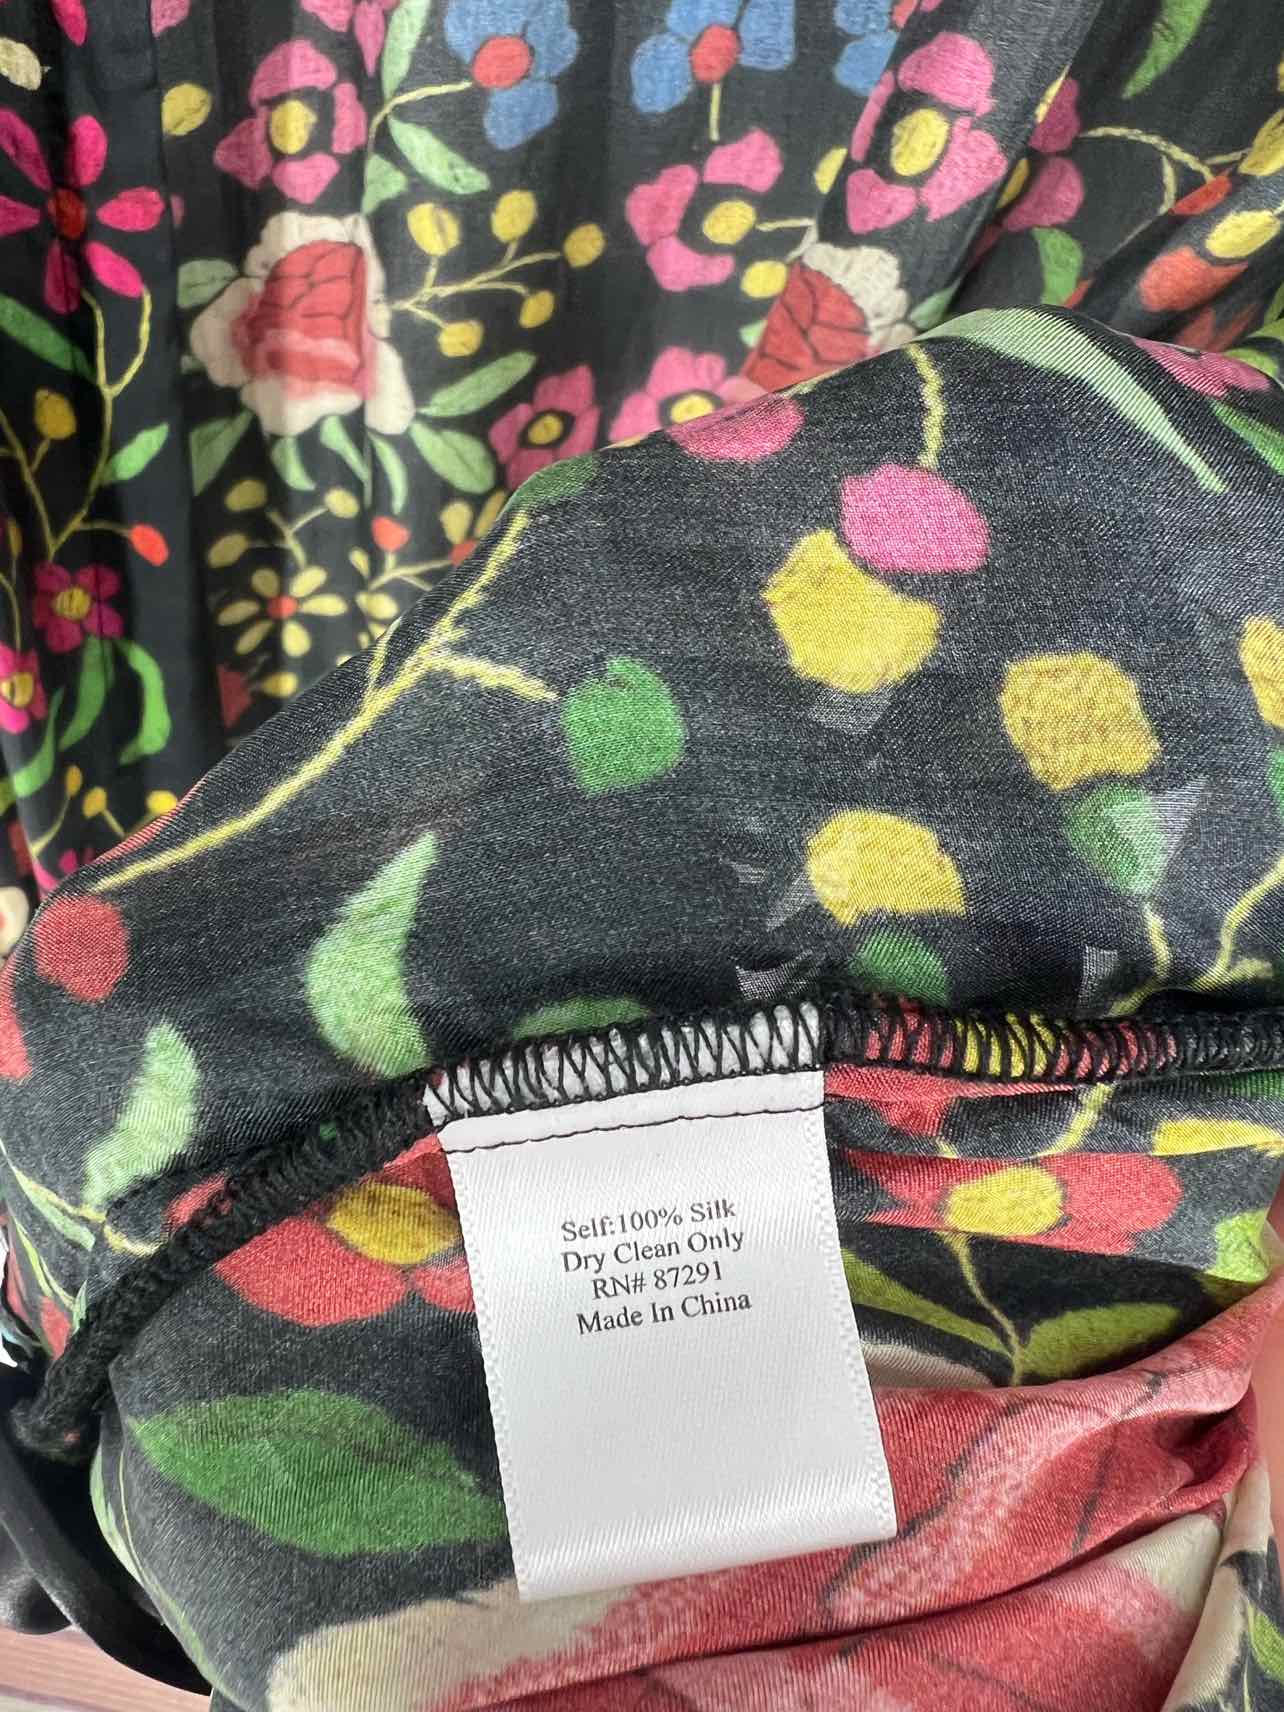 Self:100% Silk
Dry Clean Only
RN# 87291
Made In China